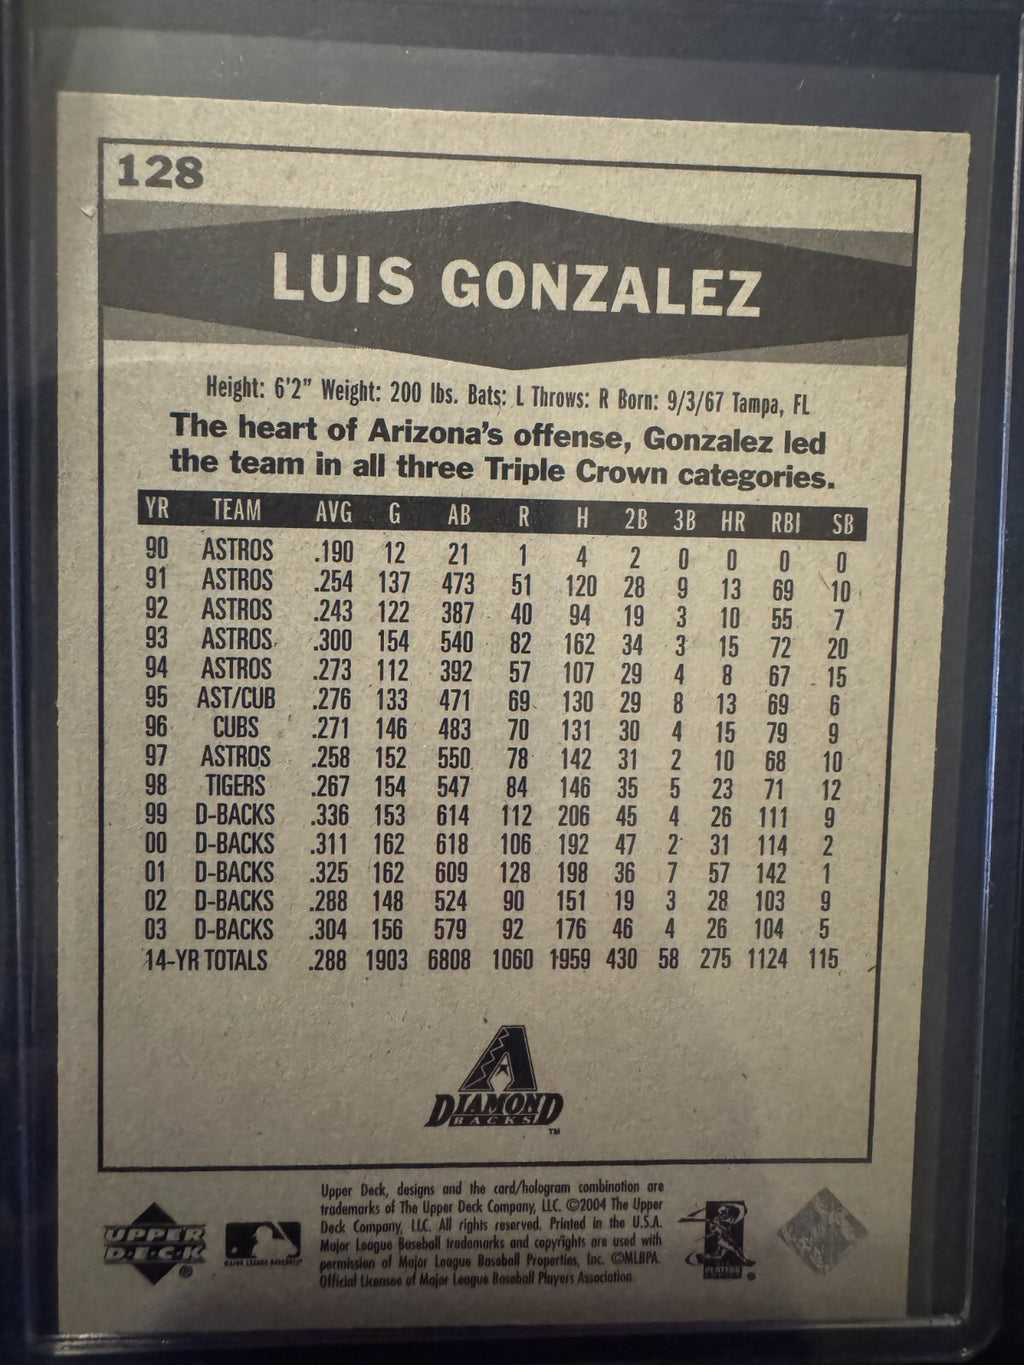 128
LUIS GONZALEZ
Height: 6'2" Weight: 200 lbs. Bats: L Throws: R Born: 9/3/67 Tampa, FL
The heart of Arizona's offense, Gonzalez led
the team in all three Triple Crown categories.
YR TEAM AVG G AB R H 2B 3B HR RBI SB
90 ASTROS .190 12 21 1 4 2 0 0 0 0
91 ASTROS .254 137 473 51 120 28 9 13 69 10
92 ASTROS .243 122 387 40 94 19 3 10 55 7
93 ASTROS .300 154 540 82 162 34 3 15 72 20
94 ASTROS .273 112 392 57 107 29 4 8 67 15
95 AST/CUB .276 133 471 69 130 29 8 13 69 6
96 CUBS .271 146 483 70 131 30 4 15 79 9
97 ASTROS .258 152 550 78 142 31 2 10 68 10
98 TIGERS .267 154 547 84 146 35 5 23 71 12
99 D-BACKS .336 153 614 112 206 45 4 26 111 9
00 D-BACKS .311 162 618 106 192 47 2 31 114 2
01 D-BACKS .325 162 609 128 198 36 7 57 142 1
02 D-BACKS .288 148 524 90 151 19 3 28 103 9
03 D-BACKS .304 156 579 92 176 46 4 26 104 5
14-YR TOTALS .288 1903 6808 1060 1959 430 58 275 1124 115
A
DIAMOND
BACKS
™
Upper Deck, designs and the card/hologram combination are
trademarks of The Upper Deck Company, LLC. ©2004 The Upper
Deck Company, LLC. All rights reserved. Printed in the U.S.A.
Major League Baseball trademarks and copyrights are used with
permission of Major League Baseball Properties, Inc. ©MLBPA.
Official Licensee of Major League Baseball Players Association.
UPPER
D·E·C·K
®
MAJOR LEAGUE BASEBALL
PLAYERS